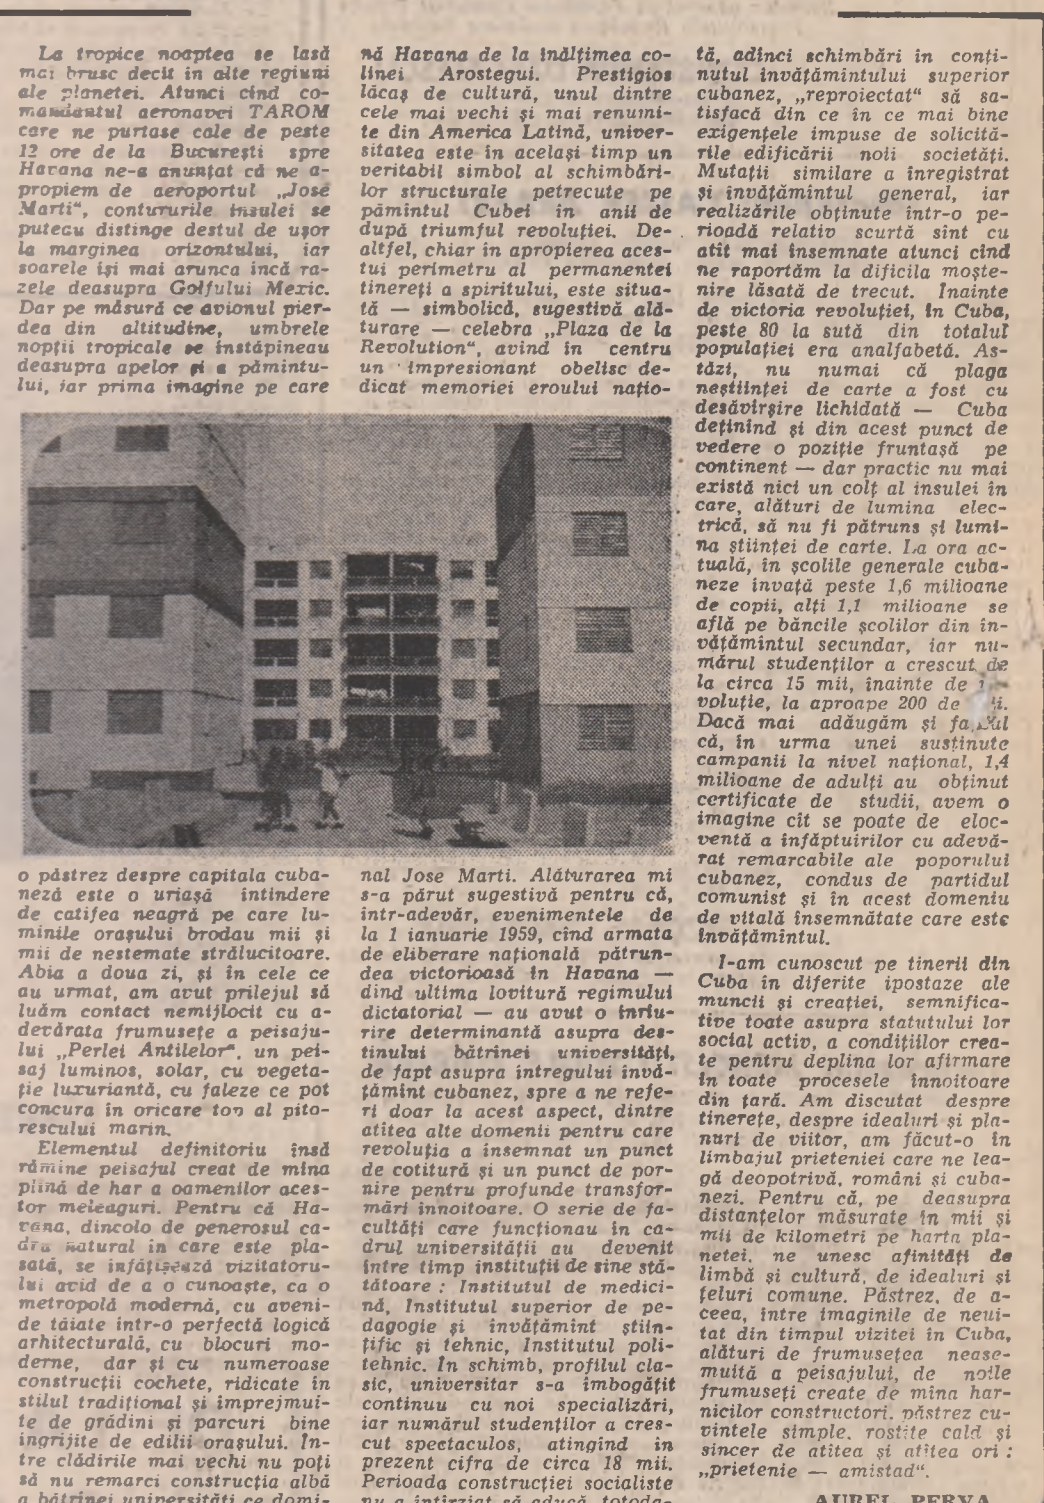 La tropice noaptea se lasă
mai brusc decît in alte regiuni
ale planetei. Atunci cînd co-
mandantul aeronavei TAROM
care ne purtase cale de peste
12 ore de la București spre
Havana ne-a anunțat că ne a-
propiem de aeroportul „José
Marti“, contururile insulei se
puteau distinge destul de ușor
la marginea orizontului, iar
soarele își mai arunca încă ra-
zele deasupra Golfului Mexic.
Dar pe măsură ce avionul pier-
dea din altitudine, umbrele
nopții tropicale se înstăpîneau
deasupra apelor și a pămîntu-
lui, iar prima imagine pe care
o păstrez despre capitala cuba-
neză este o uriașă întindere
de catifea neagră pe care lu-
minile orașului brodau mii și
mii de nestemate strălucitoare.
Abia a doua zi, și în cele ce
au urmat, am avut prilejul să
luăm contact nemijlocit cu a-
devărata frumusețe a peisaju-
lui „Perlei Antilelor“, un pei-
saj luminos, solar, cu vegeta-
ție luxuriantă, cu faleze ce pot
concura în oricare top al pito-
rescului marin.
Elementul definitoriu însă
rămîne peisajul creat de mîna
plină de har a oamenilor aces-
tor meleaguri. Pentru că Ha-
vana, dincolo de generosul ca-
dru natural în care este pla-
sată, se înfățișează vizitatoru-
lui avid de a o cunoaște, ca o
metropolă modernă, cu aveni-
de tăiate într-o perfectă logică
arhitecturală, cu blocuri mo-
derne, dar și cu numeroase
construcții cochete, ridicate în
stilul tradițional și împrejmui-
te de grădini și parcuri bine
îngrijite de edilii orașului. În-
tre clădirile mai vechi nu poți
să nu remarci construcția albă
a bătrînei universități ce domi-
nă Havana de la înălțimea co-
linei Arostegui. Prestigios
lăcaș de cultură, unul dintre
cele mai vechi și mai renumi-
te din America Latină, univer-
sitatea este în același timp un
veritabil simbol al schimbări-
lor structurale petrecute pe
pămîntul Cubei în anii de
după triumful revoluției. De-
altfel, chiar în apropierea aces-
tui perimetru al permanentei
tinereți a spiritului, este situa-
tă — simbolică, sugestivă ală-
turare — celebra „Plaza de la
Revolution“, avînd în centru
un impresionant obelisc de-
dicat memoriei eroului națio-
nal Jose Marti. Alăturarea mi
s-a părut sugestivă pentru că,
într-adevăr, evenimentele de
la 1 ianuarie 1959, cînd armata
de eliberare națională pătrun-
dea victorioasă în Havana —
dînd ultima lovitură regimului
dictatorial — au avut o înrîu-
rire determinantă asupra des-
tinului bătrînei universități,
de fapt asupra întregului învă-
țămînt cubanez, spre a ne refe-
ri doar la acest aspect, dintre
atîtea alte domenii pentru care
revoluția a însemnat un punct
de cotitură și un punct de por-
nire pentru profunde transfor-
mări înnoitoare. O serie de fa-
cultăți care funcționau în ca-
drul universității au devenit
între timp instituții de sine stă-
tătoare : Institutul de medici-
nă, Institutul superior de pe-
dagogie și învățămînt știin-
țific și tehnic, Institutul poli-
tehnic. În schimb, profilul cla-
sic, universitar s-a îmbogățit
continuu cu noi specializări,
iar numărul studenților a cres-
cut spectaculos, atingînd în
prezent cifra de circa 18 mii.
Perioada construcției socialiste
nu a întîrziat să aducă, totoda-
tă, adînci schimbări în conți-
nutul învățămîntului superior
cubanez, „reproiectat“ să sa-
tisfacă din ce în ce mai bine
exigențele impuse de solicită-
rile edificării noii societăți.
Mutații similare a înregistrat
și învățămîntul general, iar
realizările obținute într-o pe-
rioadă relativ scurtă sînt cu
atît mai însemnate atunci cînd
ne raportăm la dificila moște-
nire lăsată de trecut. Înainte
de victoria revoluției, în Cuba,
peste 80 la sută din totalul
populației era analfabetă. As-
tăzi, nu numai că plaga
neștiinței de carte a fost cu
desăvîrșire lichidată — Cuba
deținînd și din acest punct de
vedere o poziție fruntașă pe
continent — dar practic nu mai
există nici un colț al insulei în
care, alături de lumina elec-
trică, să nu fi pătruns și lumi-
na științei de carte. La ora ac-
tuală, în școlile generale cuba-
neze învață peste 1,6 milioane
de copii, alți 1,1 milioane se
află pe băncile școlilor din în-
vățămîntul secundar, iar nu-
mărul studenților a crescut de
la circa 15 mii, înainte de
voluție, la aproape 200 de
Dacă mai adăugăm și faptul
că, în urma unei susținute
campanii la nivel național, 1,4
milioane de adulți au obținut
certificate de studii, avem o
imagine cît se poate de eloc-
ventă a înfăptuirilor cu adevă-
rat remarcabile ale poporului
cubanez, condus de partidul
comunist și în acest domeniu
de vitală însemnătate care este
învățămîntul.
I-am cunoscut pe tinerii din
Cuba în diferite ipostaze ale
muncii și creației, semnifica-
tive toate asupra statutului lor
social activ, a condițiilor crea-
te pentru deplina lor afirmare
în toate procesele înnoitoare
din țară. Am discutat despre
tinerețe, despre idealuri și pla-
nuri de viitor, am făcut-o în
limbajul prieteniei care ne lea-
gă deopotrivă, români și cuba-
nezi. Pentru că, pe deasupra
distanțelor măsurate în mii și
mii de kilometri pe harta pla-
netei, ne unesc afinități de
limbă și cultură, de idealuri și
țeluri comune. Păstrez, de a-
ceea, între imaginile de neui-
tat din timpul vizitei în Cuba,
alături de frumusețea nease-
muită a peisajului, de noile
frumuseți create de mîna har-
nicilor constructori, păstrez cu-
vintele simple, rostite cald și
sincer de atîtea și atîtea ori :
„prietenie — amistad“.
AUREL PERVA